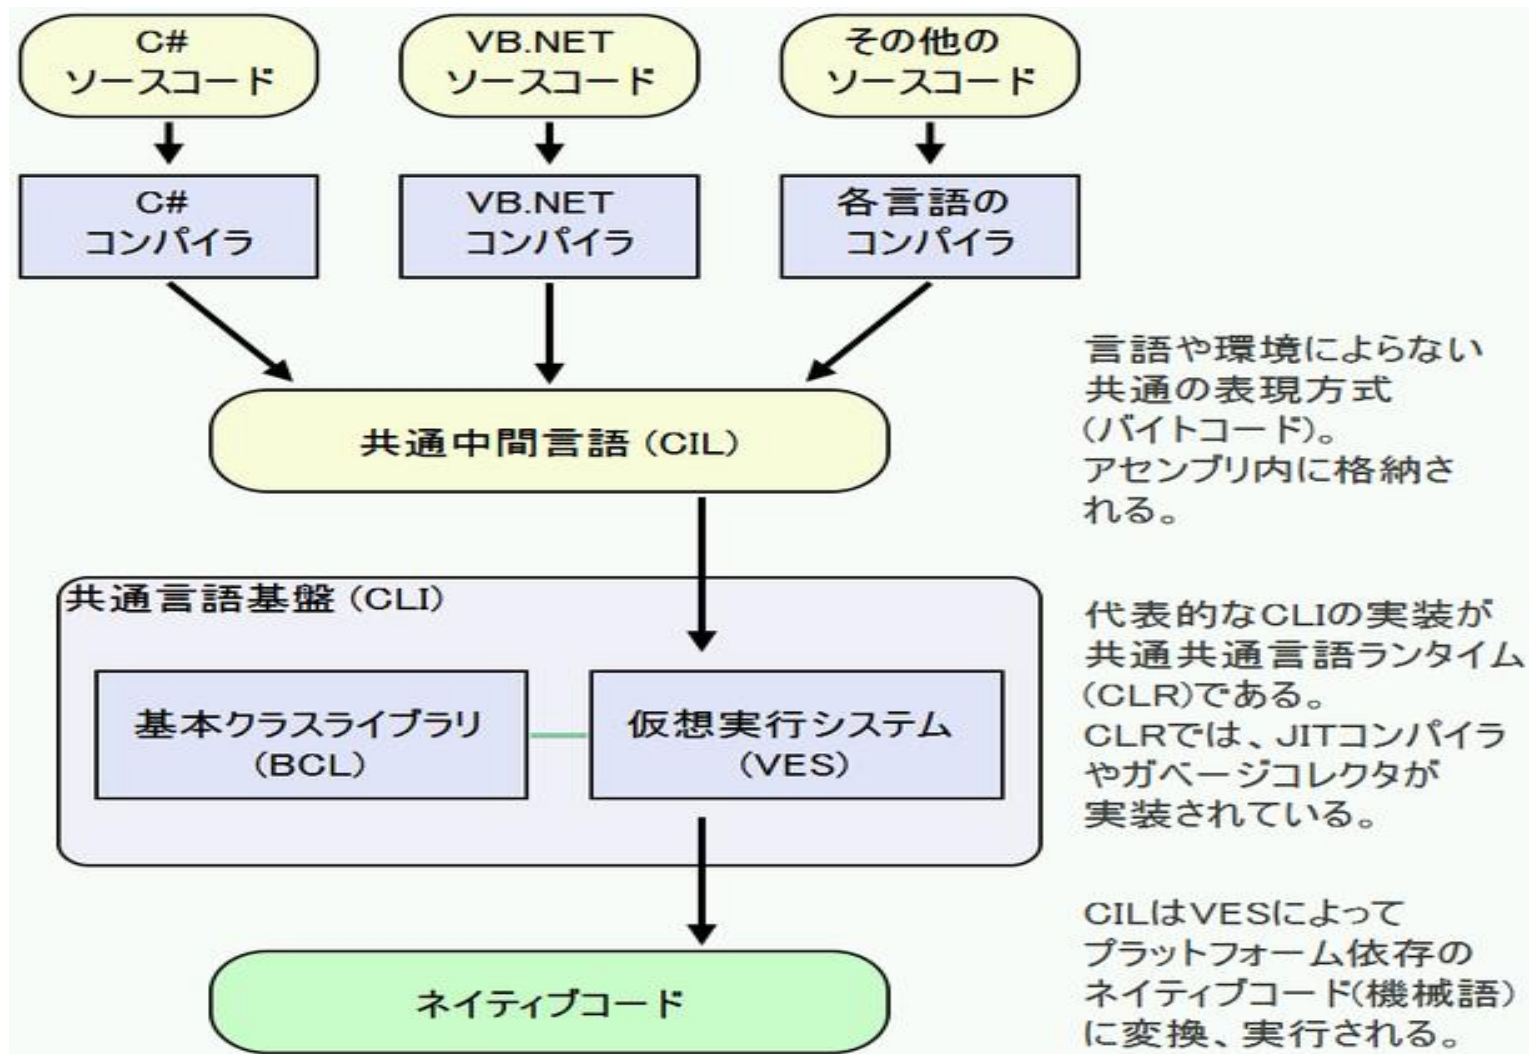 C#
ソースコード
VB.NET
ソースコード
その他の
ソースコード
C#
コンパイラ
VB.NET
コンパイラ
各言語の
コンパイラ
共通中間言語 (CIL)
言語や環境によらない
共通の表現方式
(バイトコード)。
アセンブリ内に格納さ
れる。
共通言語基盤 (CLI)
基本クラスライブラリ
(BCL)
仮想実行システム
(VES)
代表的なCLIの実装が
共通共通言語ランタイム
(CLR)である。
CLRでは、JITコンパイラ
やガベージコレクタが
実装されている。
ネイティブコード
CILはVESによって
プラットフォーム依存の
ネイティブコード(機械語)
に変換、実行される。